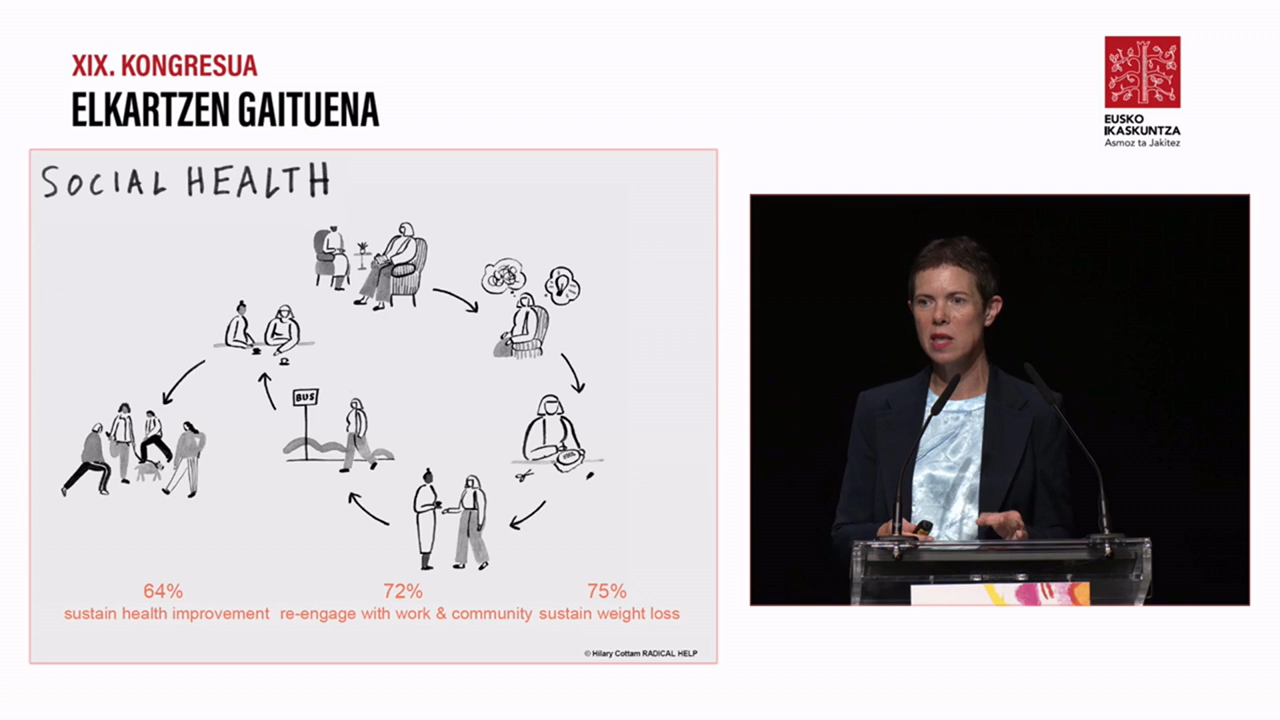 XIX. KONGRESUA
ELKARTZEN GAITUENA
EUSKO
IKASKUNTZA
Asmoz ta Jakitez
SOCIAL HEALTH
BUS
64%
sustain health improvement
72%
re-engage with work & community
75%
sustain weight loss
© Hilary Cottam RADICAL HELP